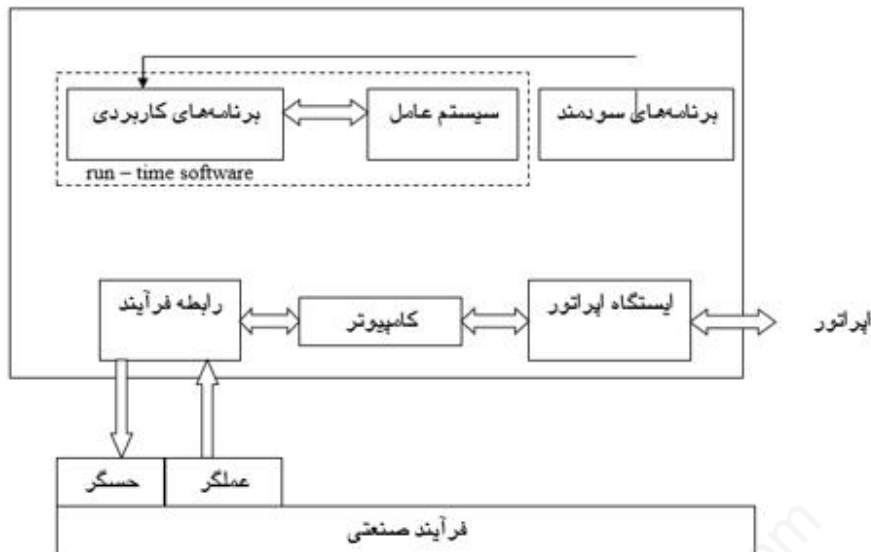 برنامه‌های سودمند
سیستم عامل
برنامه‌های کاربردی
run – time software
اپراتور
ایستگاه اپراتور
کامپیوتر
رابطه فرآیند
عملگر
حسگر
فرآیند صنعتی